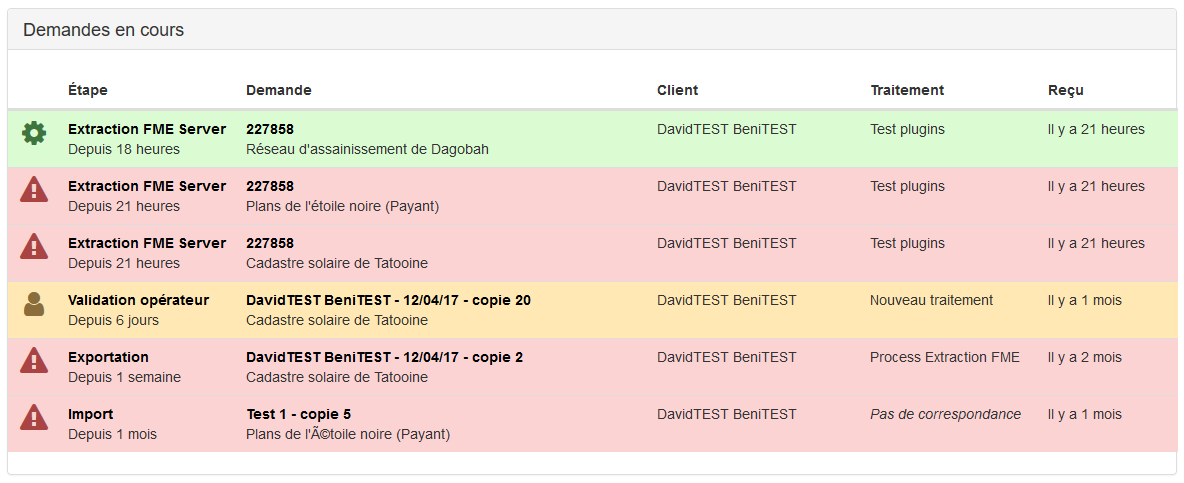 Demandes en cours
Étape Demande Client Traitement Reçu
Extraction FME Server 227858 DavidTEST BeniTEST Test plugins Il y a 21 heures
Depuis 18 heures Réseau d'assainissement de Dagobah
Extraction FME Server 227858 DavidTEST BeniTEST Test plugins Il y a 21 heures
Depuis 21 heures Plans de l'étoile noire (Payant)
Extraction FME Server 227858 DavidTEST BeniTEST Test plugins Il y a 21 heures
Depuis 21 heures Cadastre solaire de Tatooine
Validation opérateur DavidTEST BeniTEST - 12/04/17 - copie 20 DavidTEST BeniTEST Nouveau traitement Il y a 1 mois
Depuis 6 jours Cadastre solaire de Tatooine
Exportation DavidTEST BeniTEST - 12/04/17 - copie 2 DavidTEST BeniTEST Process Extraction FME Il y a 2 mois
Depuis 1 semaine Cadastre solaire de Tatooine
Import Test 1 - copie 5 DavidTEST BeniTEST Pas de correspondance Il y a 1 mois
Depuis 1 mois Plans de l'Ã©toile noire (Payant)